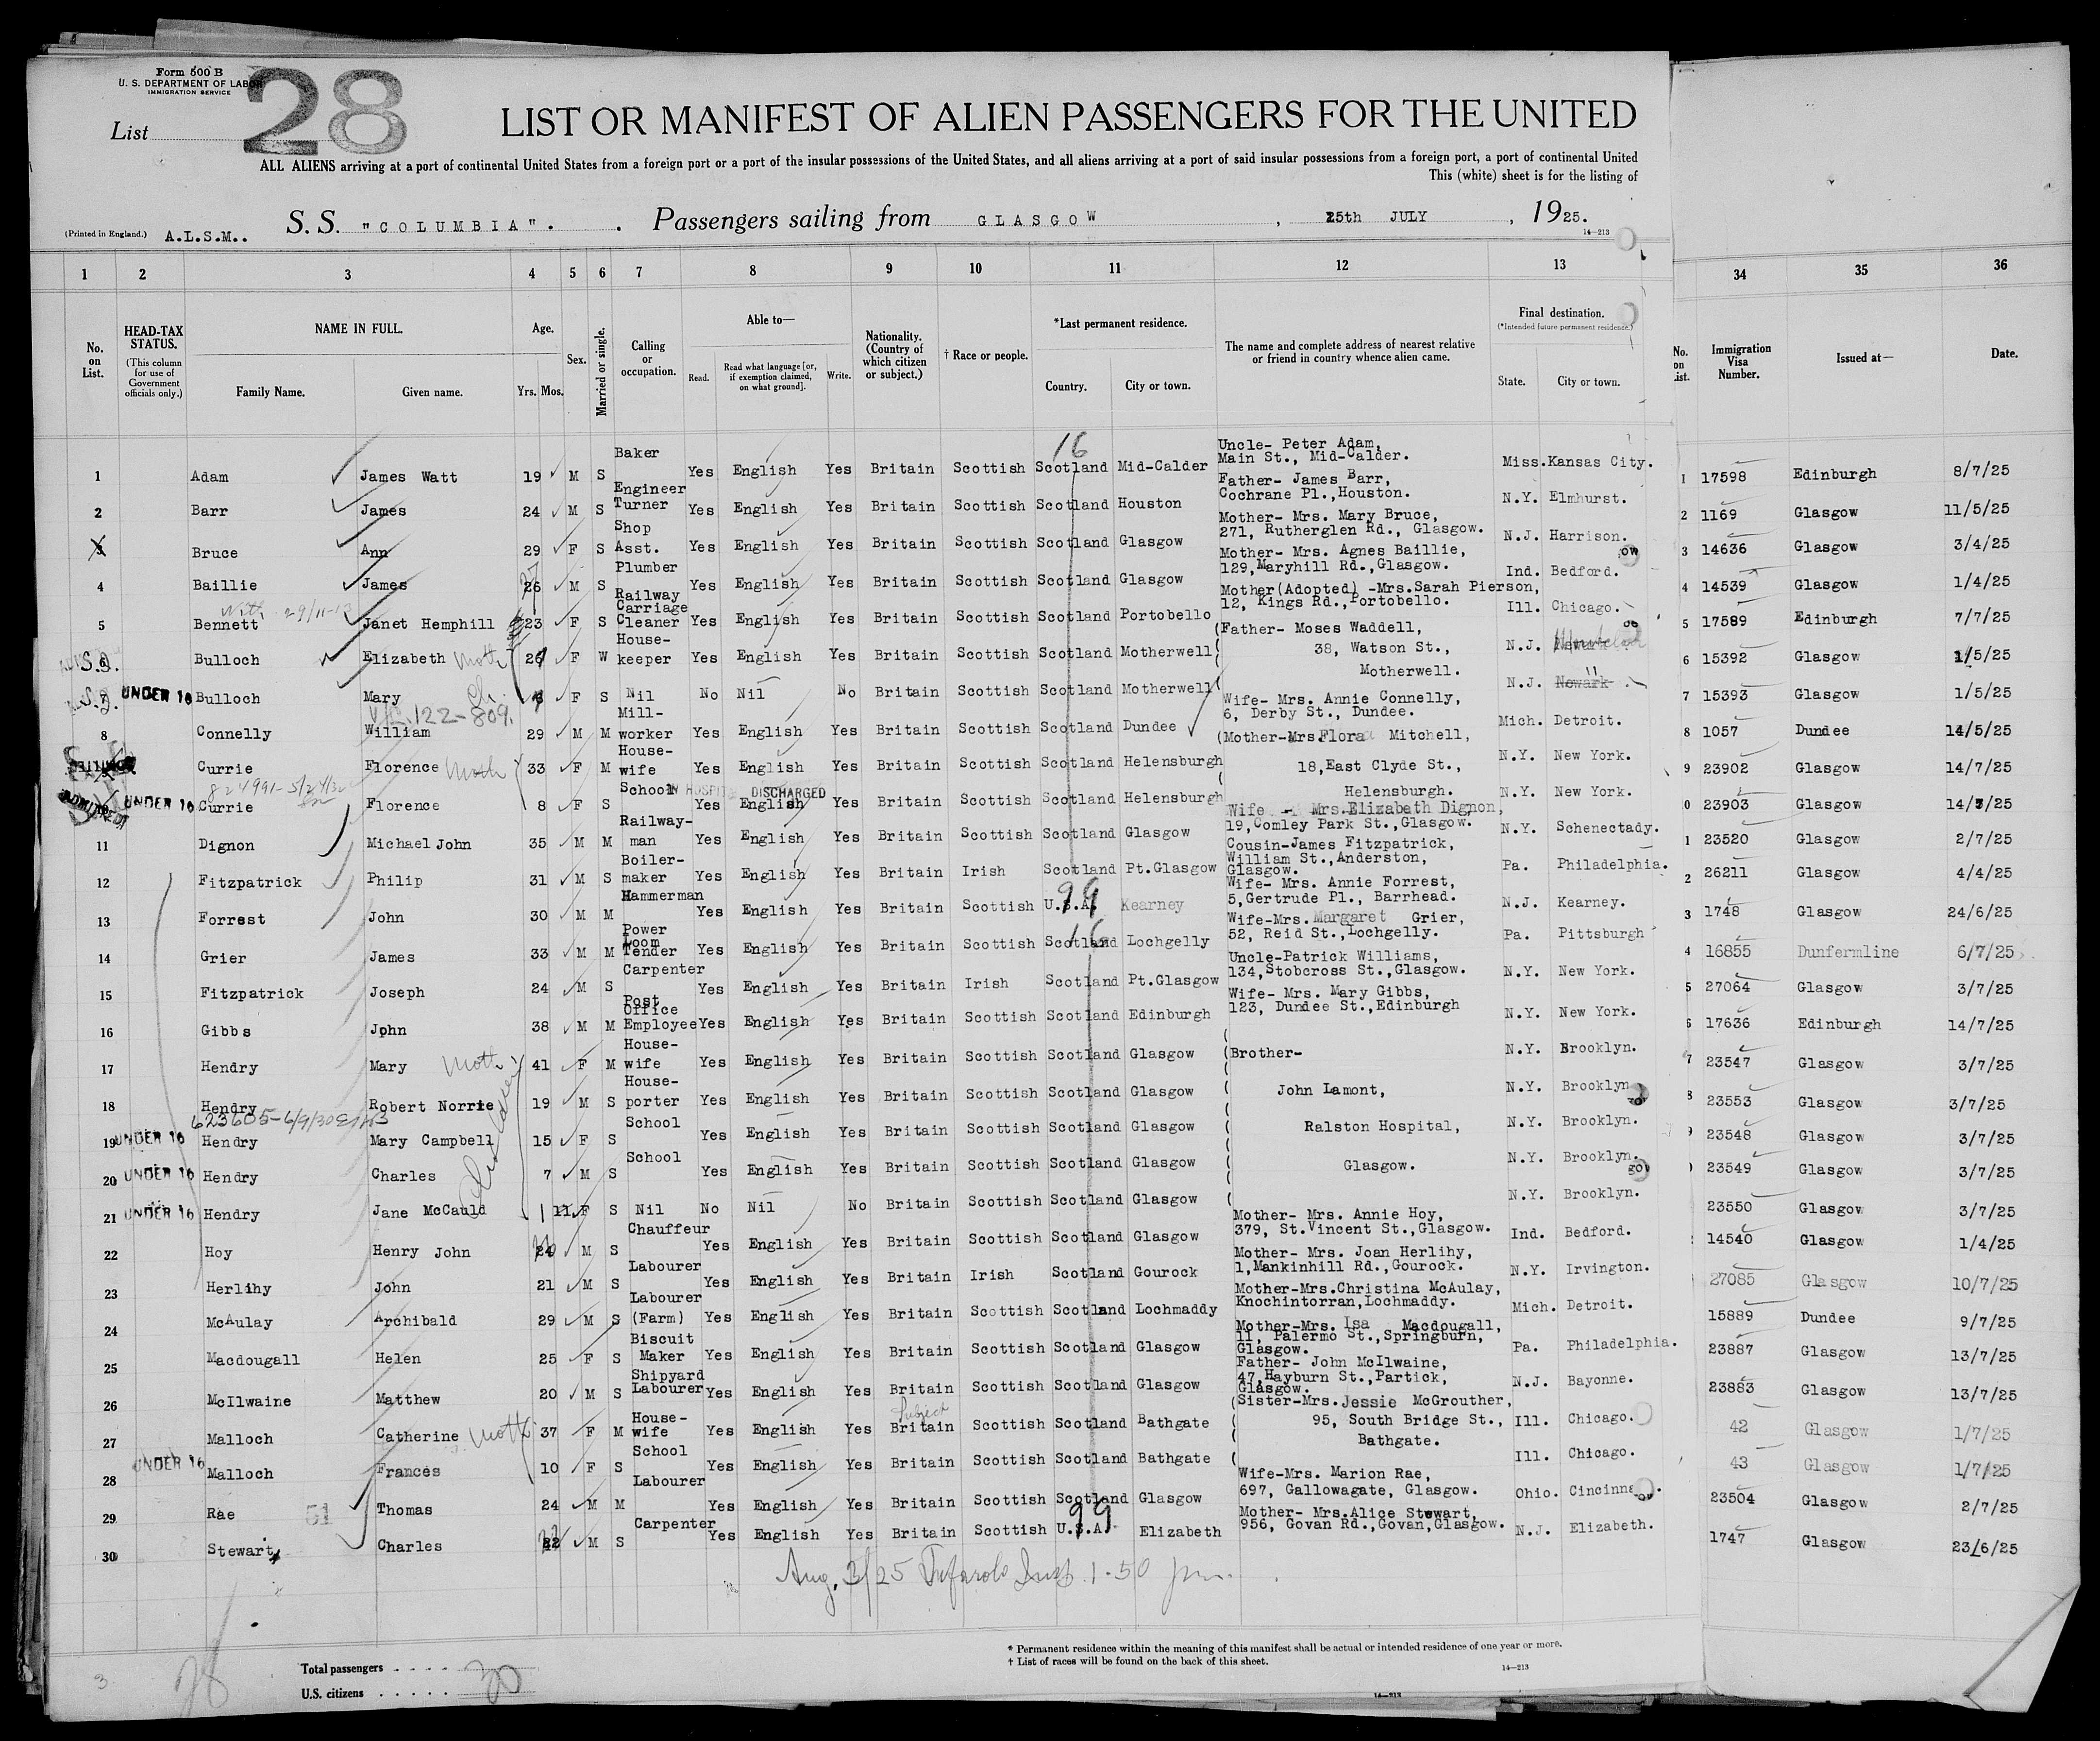 Form 500 B
U. S. DEPARTMENT OF LABOR
IMMIGRATION SERVICE
List 28
LIST OR MANIFEST OF ALIEN PASSENGERS FOR THE UNITED
ALL ALIENS arriving at a port of continental United States from a foreign port or a port of the insular possessions of the United States, and all aliens arriving at a port of said insular possessions from a foreign port, a port of continental United
This (white) sheet is for the listing of
(Printed in England.) A.L.S.M.. S. S. "COLUMBIA". Passengers sailing from GLASGOW , 25th JULY , 1925.
14-213
1 2 3 4 5 6 7 8 9 10 11 12 13 34 35 36
No. on List.
HEAD-TAX STATUS.
(This column for use of Government officials only.)
NAME IN FULL.
Family Name. Given name.
Age.
Yrs. Mos.
Sex.
Married or single.
Calling or occupation.
Able to—
Read. Read what language [or, if exemption claimed, on what ground]. Write.
Nationality. (Country of which citizen or subject.)
† Race or people.
*Last permanent residence.
Country. City or town.
The name and complete address of nearest relative or friend in country whence alien came.
Final destination.
(*Intended future permanent residence.)
State. City or town.
No. on List.
Immigration Visa Number.
Issued at—
Date.
16
1 Adam James Watt 19 M S Baker Yes English Yes Britain Scottish Scotland Mid-Calder Uncle- Peter Adam, Main St., Mid-Calder. Miss. Kansas City. 1 17598 Edinburgh 8/7/25
2 Barr James 24 M S Engineer Turner Yes English Yes Britain Scottish Scotland Houston Father- James Barr, Cochrane Pl.,Houston. N.Y. Elmhurst. 2 1169 Glasgow 11/5/25
3 Bruce Ann 29 F S Shop Asst. Yes English Yes Britain Scottish Scotland Glasgow Mother- Mrs. Mary Bruce, 271, Rutherglen Rd., Glasgow. N.J. Harrison. 3 14636 Glasgow 3/4/25
4 Baillie James 26 M S Plumber Yes English Yes Britain Scottish Scotland Glasgow Mother- Mrs. Agnes Baillie, 129,Maryhill Rd.,Glasgow. Ind. Bedford. 4 14539 Glasgow 1/4/25
5 Bennett Janet Hemphill 23 F S Railway Carriage Cleaner Yes English Yes Britain Scottish Scotland Portobello Mother(Adopted) -Mrs.Sarah Pierson, 12, Kings Rd.,Portobello. Ill. Chicago. 5 17589 Edinburgh 7/7/25
6 Bulloch Elizabeth Moth 26 F W House-keeper Yes English Yes Britain Scottish Scotland Motherwell (Father- Moses Waddell, 38, Watson St., Motherwell. N.J. Newark 6 15392 Glasgow 1/5/25
7 UNDER 16 Bulloch Mary Ch. F S Nil No Nil No Britain Scottish Scotland Motherwell N.J. Newark 7 15393 Glasgow 1/5/25
122-809.
8 Connelly William 29 M M Mill-worker Yes English Yes Britain Scottish Scotland Dundee Wife- Mrs. Annie Connelly, 6, Derby St., Dundee. Mich. Detroit. 8 1057 Dundee 14/5/25
Currie Florence Moth 33 F M House-wife Yes English Yes Britain Scottish Scotland Helensburgh (Mother-Mrs Flora Mitchell, 18,East Clyde St., Helensburgh. N.Y. New York. 9 23902 Glasgow 14/7/25
ADMITTED UNDER 16 Currie Florence 8 F S School IN HOSPITAL DISCHARGED Yes English Yes Britain Scottish Scotland Helensburgh N.Y. New York. 0 23903 Glasgow 14/7/25
11 Dignon Michael John 35 M M Railway-man Yes English Yes Britain Scottish Scotland Glasgow Wife - Mrs.Elizabeth Dignon, 19,Comley Park St.,Glasgow. N.Y. Schenectady. 1 23520 Glasgow 2/7/25
12 Fitzpatrick Philip 31 M S Boiler-maker Yes English Yes Britain Irish Scotland Pt.Glasgow Cousin-James Fitzpatrick, William St.,Anderston, Glasgow. Pa. Philadelphia. 2 26211 Glasgow 4/4/25
13 Forrest John 30 M M Hammerman Yes English Yes Britain Scottish U.S.A. 99 Kearney Wife- Mrs. Annie Forrest, 5,Gertrude Pl., Barrhead. N.J. Kearney. 3 1748 Glasgow 24/6/25
14 Grier James 33 M M Power Loom Tender Yes English Yes Britain Scottish Scotland 16 Lochgelly Wife-Mrs. Margaret Grier, 52, Reid St.,Lochgelly. Pa. Pittsburgh 4 16855 Dunfermline 6/7/25
15 Fitzpatrick Joseph 24 M S Carpenter Yes English Yes Britain Irish Scotland Pt.Glasgow Uncle-Patrick Williams, 134,Stobcross St.,Glasgow. N.Y. New York. 5 27064 Glasgow 3/7/25
16 Gibbs John 38 M M Post Office Employee Yes English Yes Britain Scottish Scotland Edinburgh Wife- Mrs. Mary Gibbs, 123, Dundee St.,Edinburgh N.Y. New York. 6 17636 Edinburgh 14/7/25
17 Hendry Mary Moth 41 F M House-wife Yes English Yes Britain Scottish Scotland Glasgow (Brother- N.Y. Brooklyn. 7 23547 Glasgow 3/7/25
18 Hendry Robert Norrie 19 M S House-porter Yes English Yes Britain Scottish Scotland Glasgow John Lamont, N.Y. Brooklyn 8 23553 Glasgow 3/7/25
19 UNDER 16 Hendry Mary Campbell 15 F S School Yes English Yes Britain Scottish Scotland Glasgow Ralston Hospital, N.Y. Brooklyn. 9 23548 Glasgow 3/7/25
20 UNDER 16 Hendry Charles 7 M S School Yes English Yes Britain Scottish Scotland Glasgow Glasgow. N.Y. Brooklyn. 23549 Glasgow 3/7/25
21 UNDER 16 Hendry Jane McCauld 11 F S Nil No Nil No Britain Scottish Scotland Glasgow N.Y. Brooklyn. 23550 Glasgow 3/7/25
22 Hoy Henry John 24 M S Chauffeur Yes English Yes Britain Scottish Scotland Glasgow Mother- Mrs. Annie Hoy, 379, St.Vincent St.,Glasgow. Ind. Bedford. 14540 Glasgow 1/4/25
23 Herlihy John 21 M S Labourer Yes English Yes Britain Irish Scotland Gourock Mother- Mrs. Joan Herlihy, 1,Mankinhill Rd.,Gourock. N.Y. Irvington. 27085 Glasgow 10/7/25
24 McAulay Archibald 29 M S Labourer (Farm) Yes English Yes Britain Scottish Scotland Lochmaddy Mother-Mrs.Christina McAulay, Knochintorran,Lochmaddy. Mich. Detroit. 15889 Dundee 9/7/25
25 Macdougall Helen 25 F S Biscuit Maker Yes English Yes Britain Scottish Scotland Glasgow Mother-Mrs. Isa Macdougall, 11, Palermo St.,Springburn, Glasgow. Pa. Philadelphia. 23887 Glasgow 13/7/25
26 McIlwaine Matthew 20 M S Shipyard Labourer Yes English Yes Britain Scottish Scotland Glasgow Father- John McIlwaine, 47,Hayburn St.,Partick, Glasgow. N.J. Bayonne. 23883 Glasgow 13/7/25
27 Malloch Catherine Moth 37 F M House-wife Yes English Yes Subject Britain Scottish Scotland Bathgate (Sister-Mrs.Jessie McGrouther, 95, South Bridge St., Bathgate. Ill. Chicago. 42 Glasgow 1/7/25
28 UNDER 16 Malloch Frances 10 F S School Yes English Yes Britain Scottish Scotland Bathgate Ill. Chicago. 43 Glasgow 1/7/25
29 Rae 51 Thomas 24 M M Labourer Yes English Yes Britain Scottish Scotland Glasgow Wife-Mrs. Marion Rae, 697, Gallowagate, Glasgow. Ohio. Cincinna 23504 Glasgow 2/7/25
30 Stewart Charles 22 M S Carpenter Yes English Yes Britain Scottish U.S.A. 99 Elizabeth Mother- Mrs.Alice Stewart, 956, Govan Rd.,Govan,Glasgow. N.J. Elizabeth. 1747 Glasgow 23/6/25
Aug. 3/25 1.50 pm.
* Permanent residence within the meaning of this manifest shall be actual or intended residence of one year or more.
† List of races will be found on the back of this sheet.
14-213
Total passengers . . . . 30
U.S. citizens . . . . .
3
28
14-213